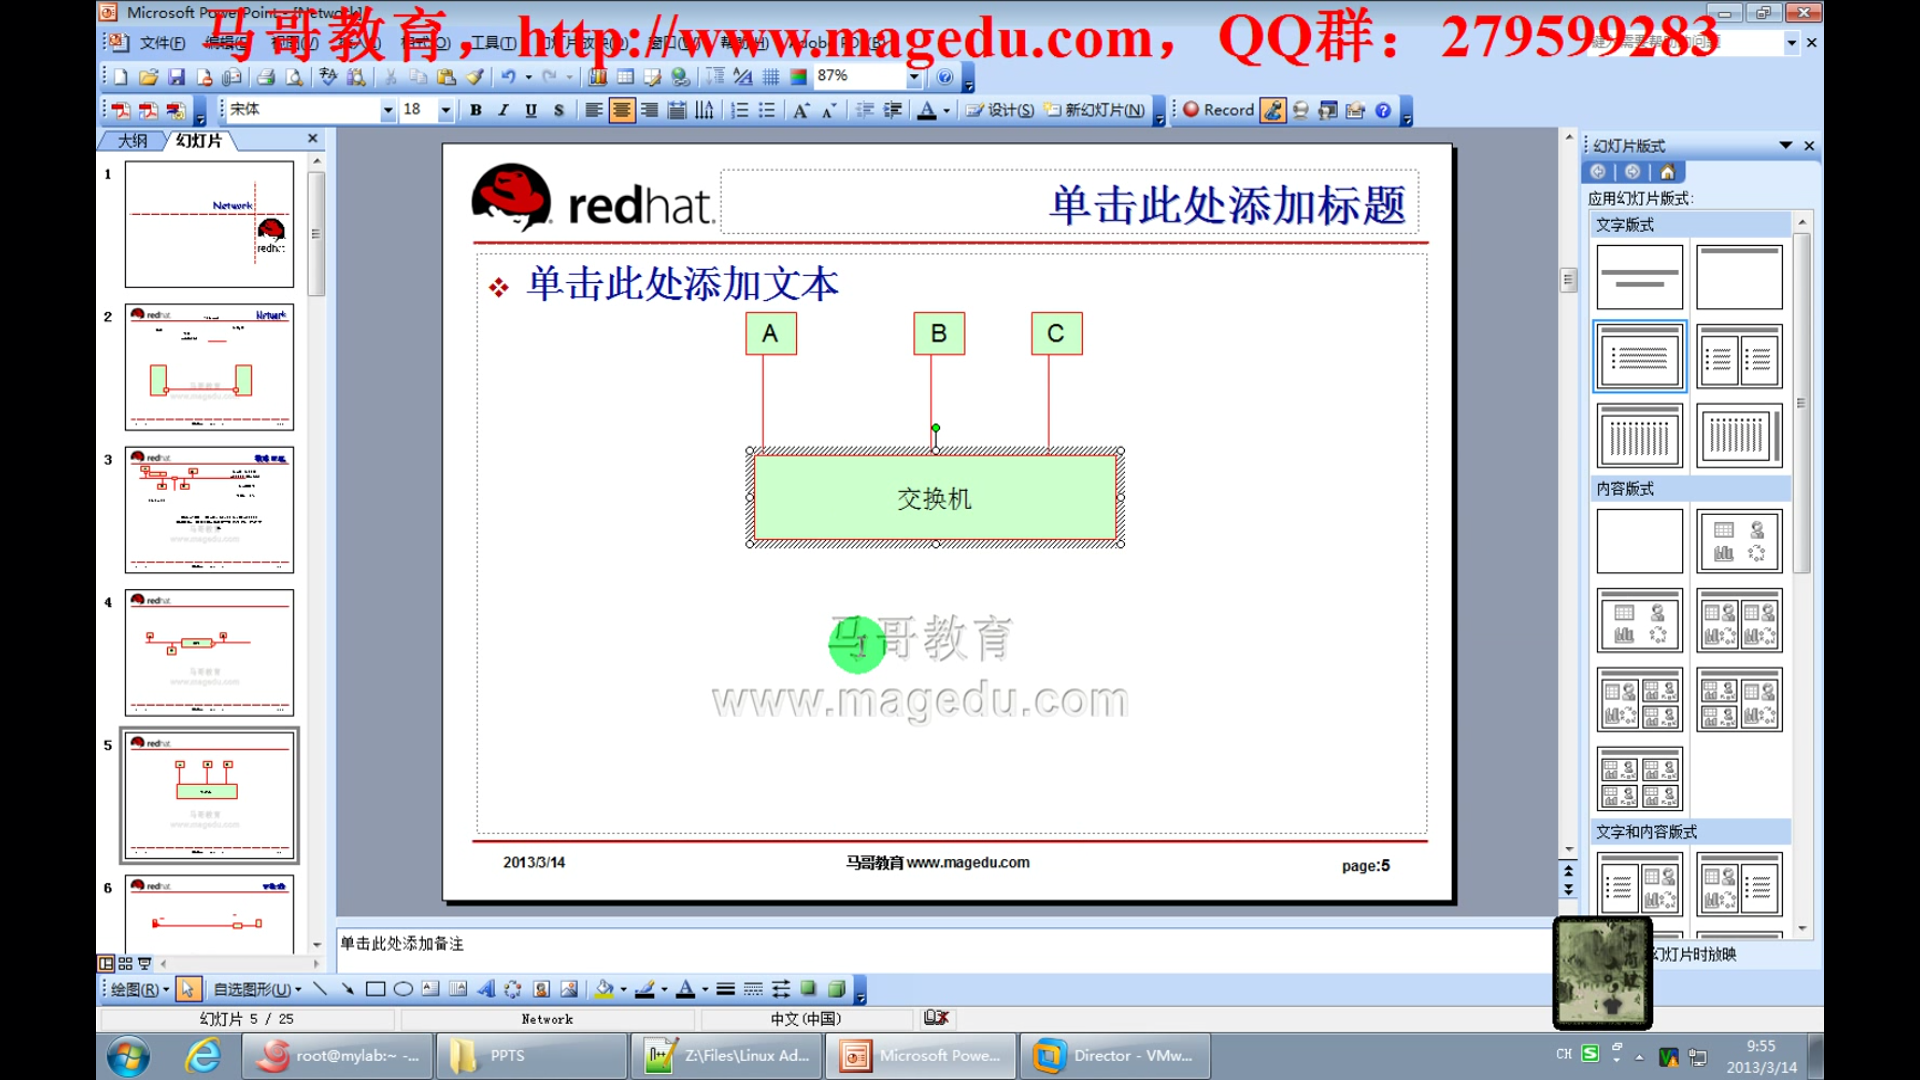 Microsoft PowerPoint - [Network]
马哥教育，http://www.magedu.com，QQ群：279599283
文件(F) 编辑(E) 视图(V) 插入(I) 格式(O) 工具(T) 幻灯片放映(D) 窗口(W) 帮助(H)
87%
宋体 18 B I U S 设计(S) 新幻灯片(N) Record
大纲 幻灯片
幻灯片版式
应用幻灯片版式:
文字版式
内容版式
文字和内容版式
幻灯片时放映
1
Network
redhat
2
redhat
Network
3
redhat
4
redhat
5
redhat
6
redhat
redhat.
单击此处添加标题
单击此处添加文本
A B C
交换机
马哥教育
www.magedu.com
2013/3/14 马哥教育 www.magedu.com page:5
单击此处添加备注
绘图(R) 自选图形(U)
幻灯片 5 / 25 Network 中文(中国)
root@mylab:~ -... PPTS Z:\Files\Linux Ad... Microsoft Powe... Director - VMw...
CH
9:55
2013/3/14